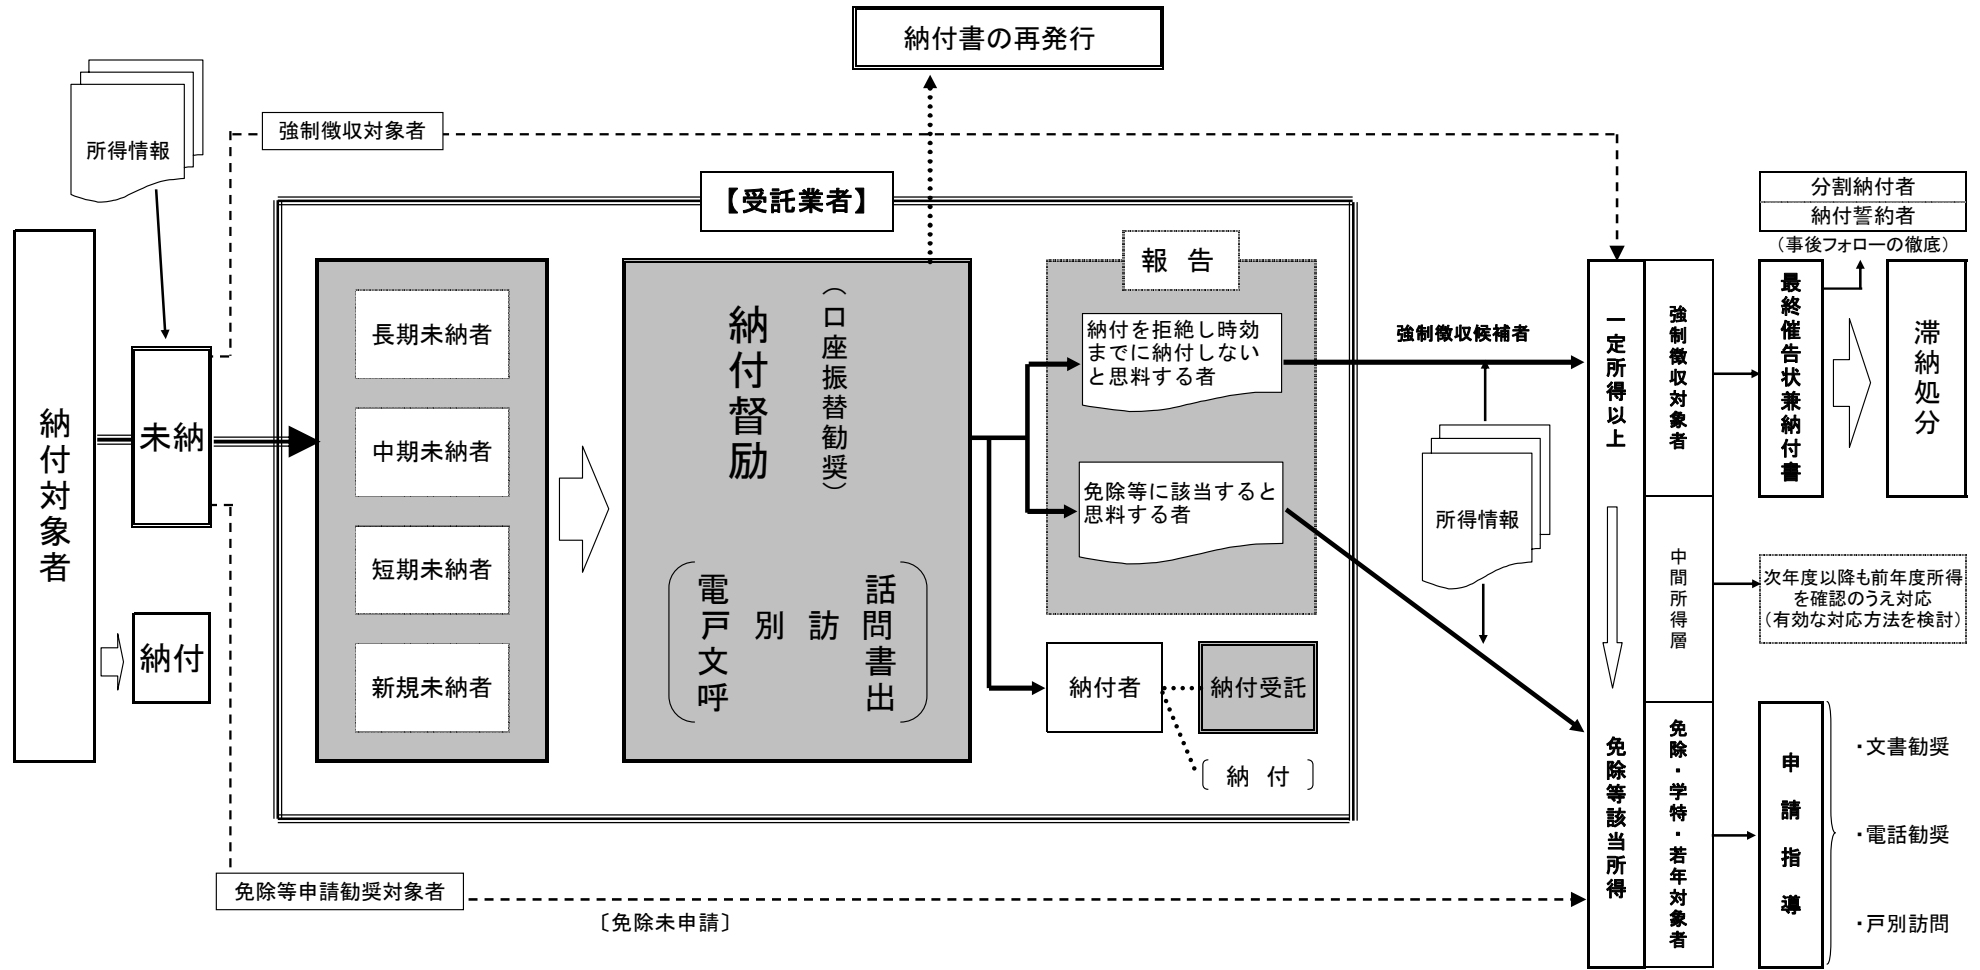 納付書の再発行
所得情報
強制徴収対象者
【受託業者】
分割納付者
納付誓約者
（事後フォローの徹底）
納付対象者
未納
納付
長期未納者
中期未納者
短期未納者
新規未納者
納付督励
（口座振替勧奨）
電話
戸別訪問
文書
呼出
報告
納付を拒絶し時効
までに納付しない
と思料する者
免除等に該当すると
思料する者
納付者
納付受託
〔納付〕
強制徴収候補者
所得情報
一定所得以上
免除等該当所得
強制徴収対象者
中間所得層
免除・学特・若年対象者
最終催告状兼納付書
滞納処分
次年度以降も前年度所得
を確認のうえ対応
（有効な対応方法を検討）
申請指導
・文書勧奨
・電話勧奨
・戸別訪問
免除等申請勧奨対象者
〔免除未申請〕